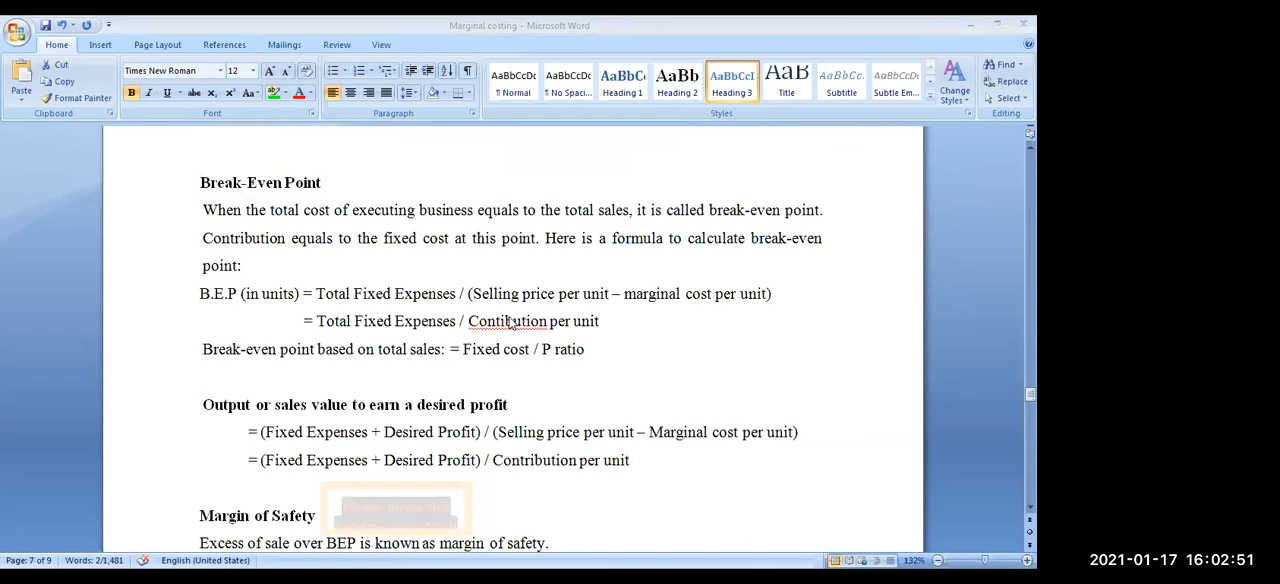 Marginal costing - Microsoft Word
Home Insert Page Layout References Mailings Review View
Paste
Cut
Copy
Format Painter
Clipboard
Times New Roman 12
B I U abc x₂ x² Aa
Font
Paragraph
AaBbCcDc AaBbCcDc AaBbC AaBb AaBbCcI AaB AaBbCc. AaBbCcDc
¶ Normal ¶ No Spaci... Heading 1 Heading 2 Heading 3 Title Subtitle Subtle Em...
Styles
Change Styles
Find
Replace
Select
Editing
Break-Even Point
When the total cost of executing business equals to the total sales, it is called break-even point.
Contribution equals to the fixed cost at this point. Here is a formula to calculate break-even
point:
B.E.P (in units) = Total Fixed Expenses / (Selling price per unit – marginal cost per unit)
= Total Fixed Expenses / Contibution per unit
Break-even point based on total sales: = Fixed cost / P ratio
Output or sales value to earn a desired profit
= (Fixed Expenses + Desired Profit) / (Selling price per unit – Marginal cost per unit)
= (Fixed Expenses + Desired Profit) / Contribution per unit
Margin of Safety
Excess of sale over BEP is known as margin of safety.
Page: 7 of 9 Words: 2/1,481 English (United States) 132%
2021-01-17 16:02:51